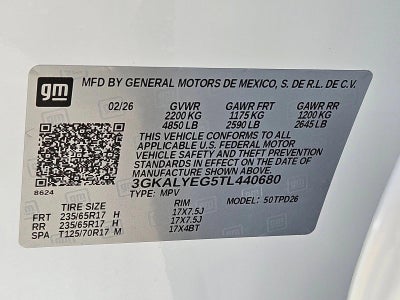 gm
MFD BY GENERAL MOTORS DE MEXICO, S. DE R.L. DE C.V.
02/26 GVWR GAWR FRT GAWR RR
2200 KG 1175 KG 1200 KG
4850 LB 2590 LB 2645 LB
THIS VEHICLE CONFORMS TO ALL
APPLICABLE U.S. FEDERAL MOTOR
VEHICLE SAFETY AND THEFT PREVENTION
STANDARDS IN EFFECT ON THE DATE OF
MANUFACTURE SHOWN ABOVE.
3GKALYEG5TL440680
8624
TYPE: MPV MODEL: 50TPD26
TIRE SIZE RIM
FRT 235/65R17 H 17X7.5J
RR 235/65R17 H 17X7.5J
SPA T125/70R17 M 17X4BT